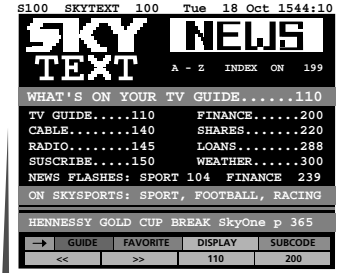 S100 SKYTEXT 100 Tue 18 Oct 1544:10
SKY NEWS
TEXT A - Z INDEX ON 199
WHAT'S ON YOUR TV GUIDE......110
TV GUIDE.....110 FINANCE......200
CABLE........140 SHARES.......220
RADIO........145 LOANS........288
SUSCRIBE.....150 WEATHER......300
NEWS FLASHES: SPORT 104 FINANCE 239
ON SKYSPORTS: SPORT, FOOTBALL, RACING
HENNESSY GOLD CUP BREAK SkyOne p 365
→ GUIDE FAVORITE DISPLAY SUBCODE
<< >> 110 200